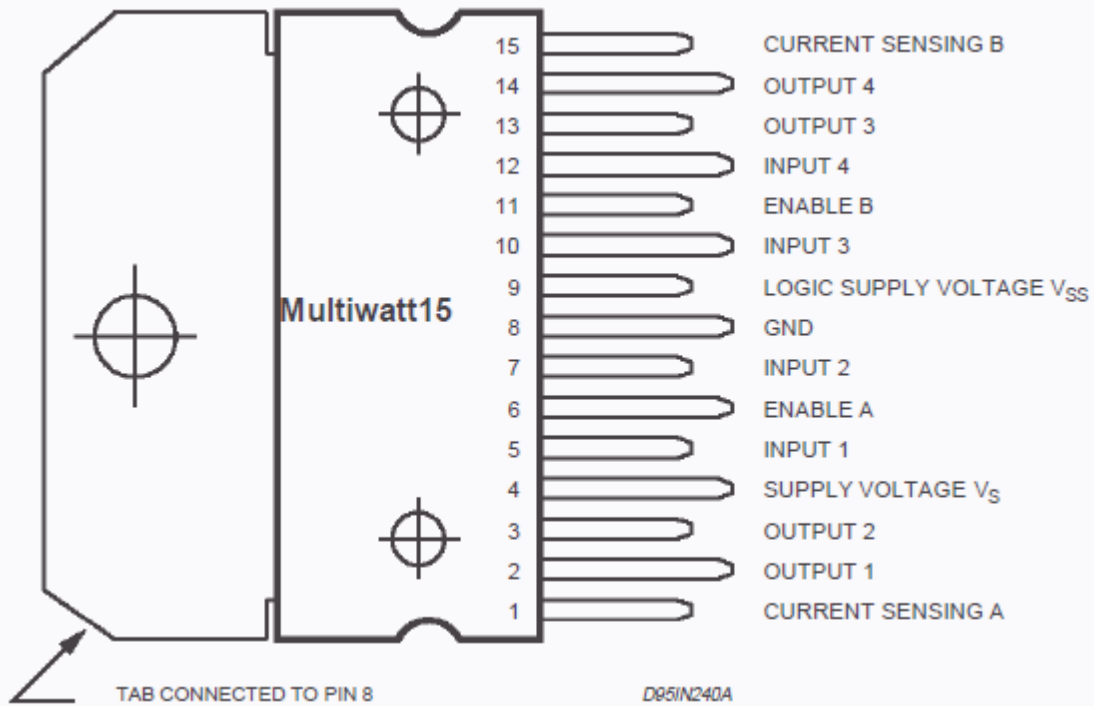 15 CURRENT SENSING B
14 OUTPUT 4
13 OUTPUT 3
12 INPUT 4
11 ENABLE B
10 INPUT 3
9 LOGIC SUPPLY VOLTAGE VSS
Multiwatt15
8 GND
7 INPUT 2
6 ENABLE A
5 INPUT 1
4 SUPPLY VOLTAGE VS
3 OUTPUT 2
2 OUTPUT 1
1 CURRENT SENSING A
TAB CONNECTED TO PIN 8
D95IN240A